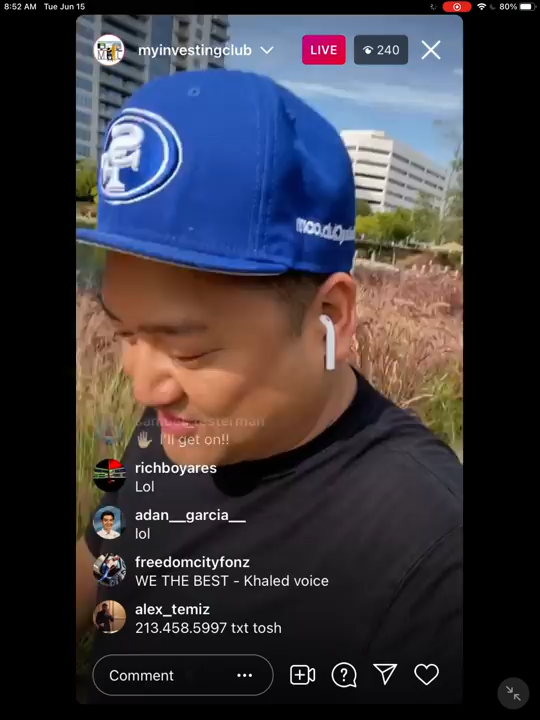 8:52 AM Tue Jun 15
80%
myinvestingclub
LIVE
240
I'll get on!!
richboyares
Lol
adan__garcia__
lol
freedomcityfonz
WE THE BEST - Khaled voice
alex_temiz
213.458.5997 txt tosh
Comment